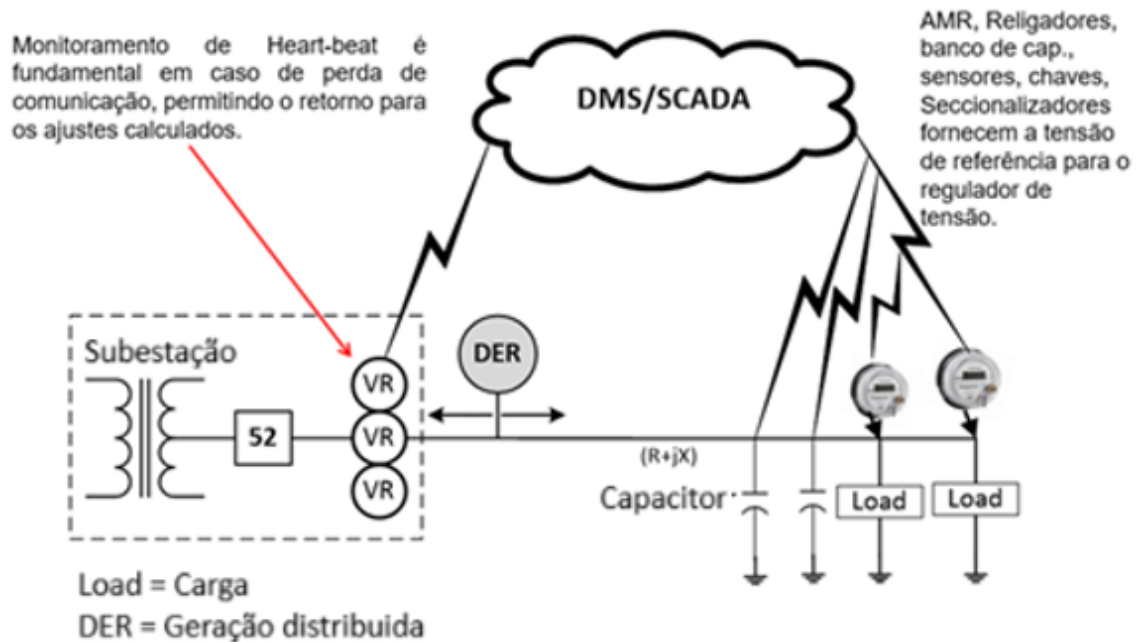 Monitoramento de Heart-beat é
fundamental em caso de perda de
comunicação, permitindo o retorno para
os ajustes calculados.
DMS/SCADA
AMR, Religadores,
banco de cap.,
sensores, chaves,
Seccionalizadores
fornecem a tensão
de referência para o
regulador de
tensão.
Subestação
52
VR
VR
VR
DER
(R+jX)
Capacitor
Load
Load
Load = Carga
DER = Geração distribuida